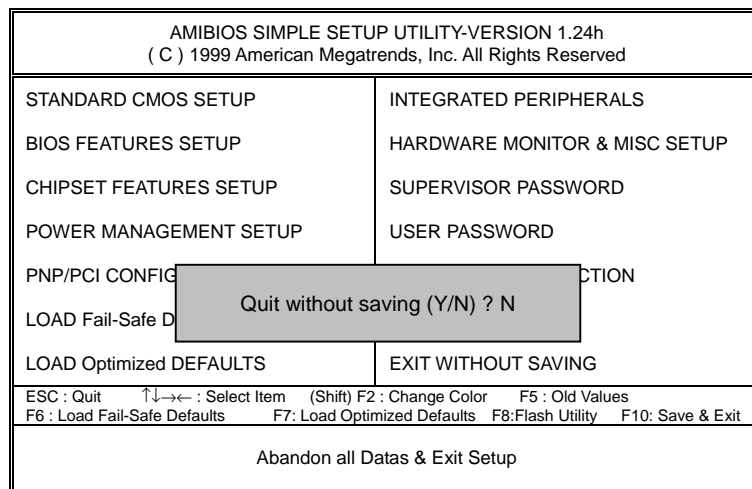 AMIBIOS SIMPLE SETUP UTILITY-VERSION 1.24h
( C ) 1999 American Megatrends, Inc. All Rights Reserved
STANDARD CMOS SETUP
INTEGRATED PERIPHERALS
BIOS FEATURES SETUP
HARDWARE MONITOR & MISC SETUP
CHIPSET FEATURES SETUP
SUPERVISOR PASSWORD
POWER MANAGEMENT SETUP
USER PASSWORD
PNP/PCI
Quit without saving (Y/N) ? N
LOAD Fail-Safe
LOAD Optimized DEFAULTS
EXIT WITHOUT SAVING
ESC : Quit ↑↓→← : Select Item (Shift) F2 : Change Color F5 : Old Values
F6 : Load Fail-Safe Defaults F7: Load Optimized Defaults F8:Flash Utility F10: Save & Exit
Abandon all Datas & Exit Setup